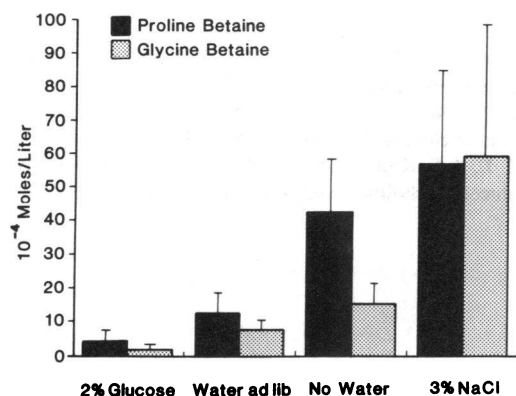 Proline Betaine
Glycine Betaine
100
90
80
70
60
50
40
30
20
10
0
10⁻⁴ Moles/Liter
2% Glucose Water ad lib No Water 3% NaCl